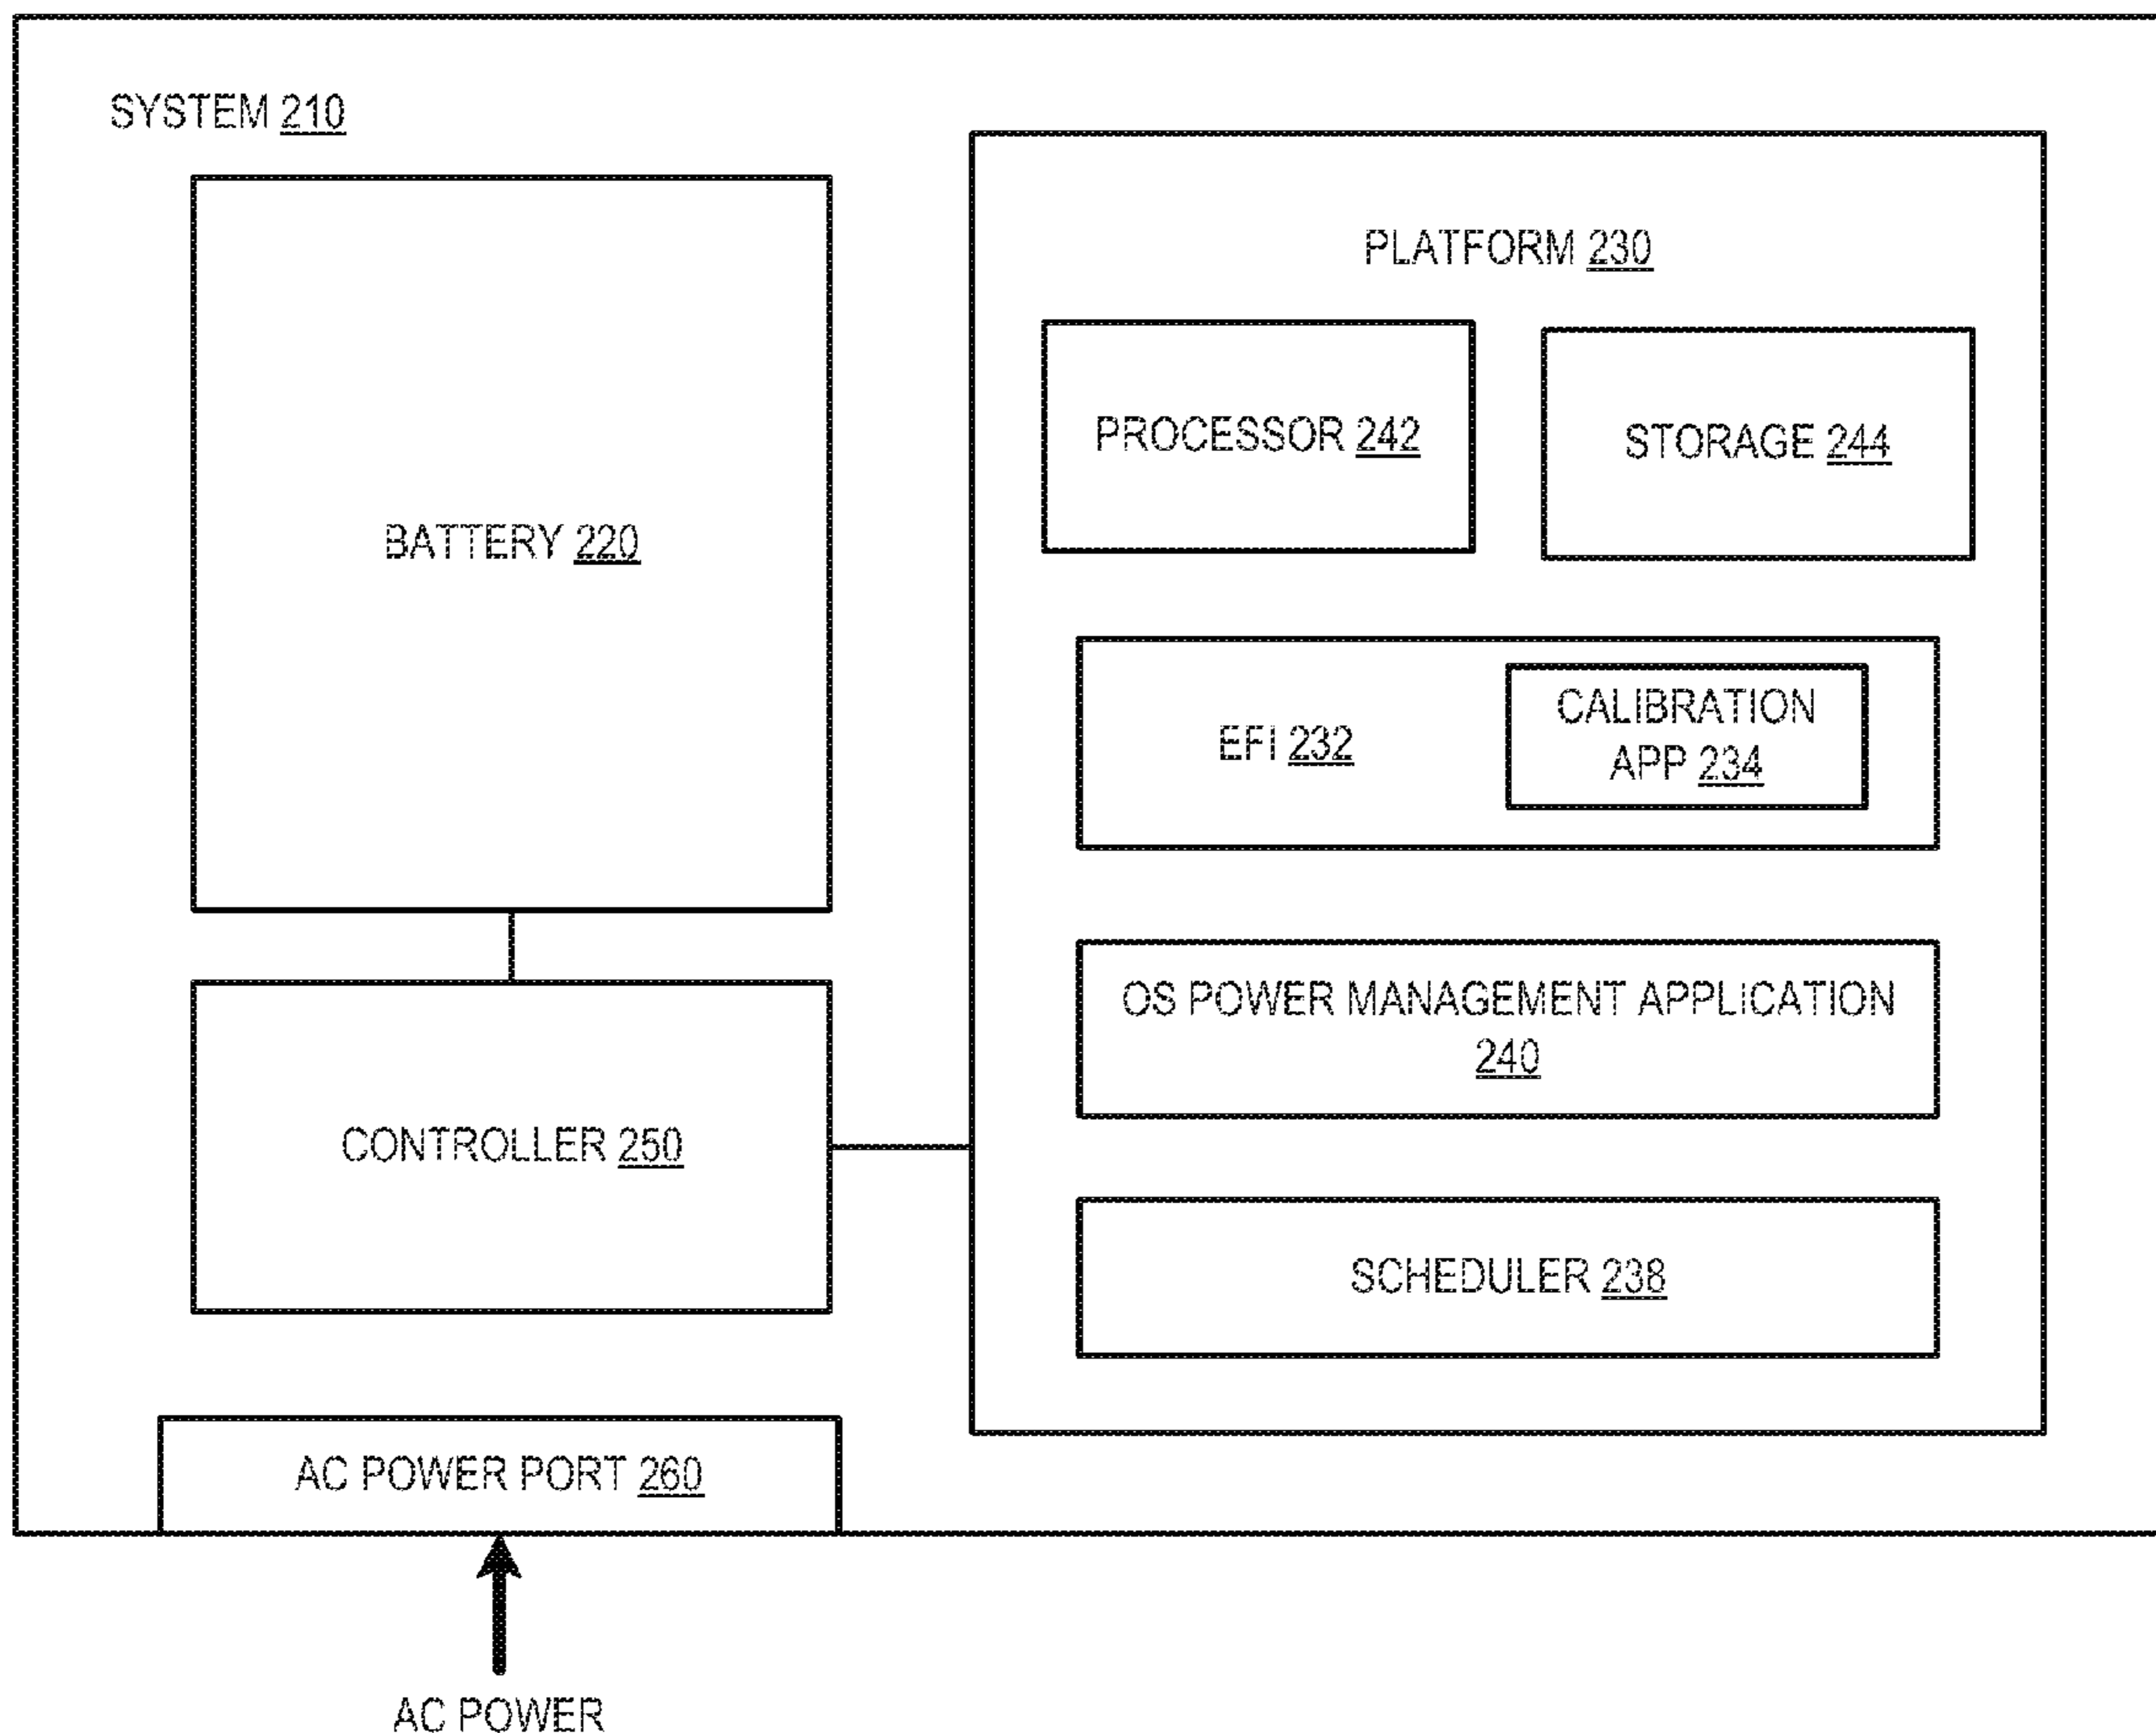 SYSTEM 210
PLATFORM 230
PROCESSOR 242
STORAGE 244
BATTERY 220
EFI 232
CALIBRATION
APP 234
OS POWER MANAGEMENT APPLICATION
240
CONTROLLER 250
SCHEDULER 238
AC POWER PORT 260
AC POWER